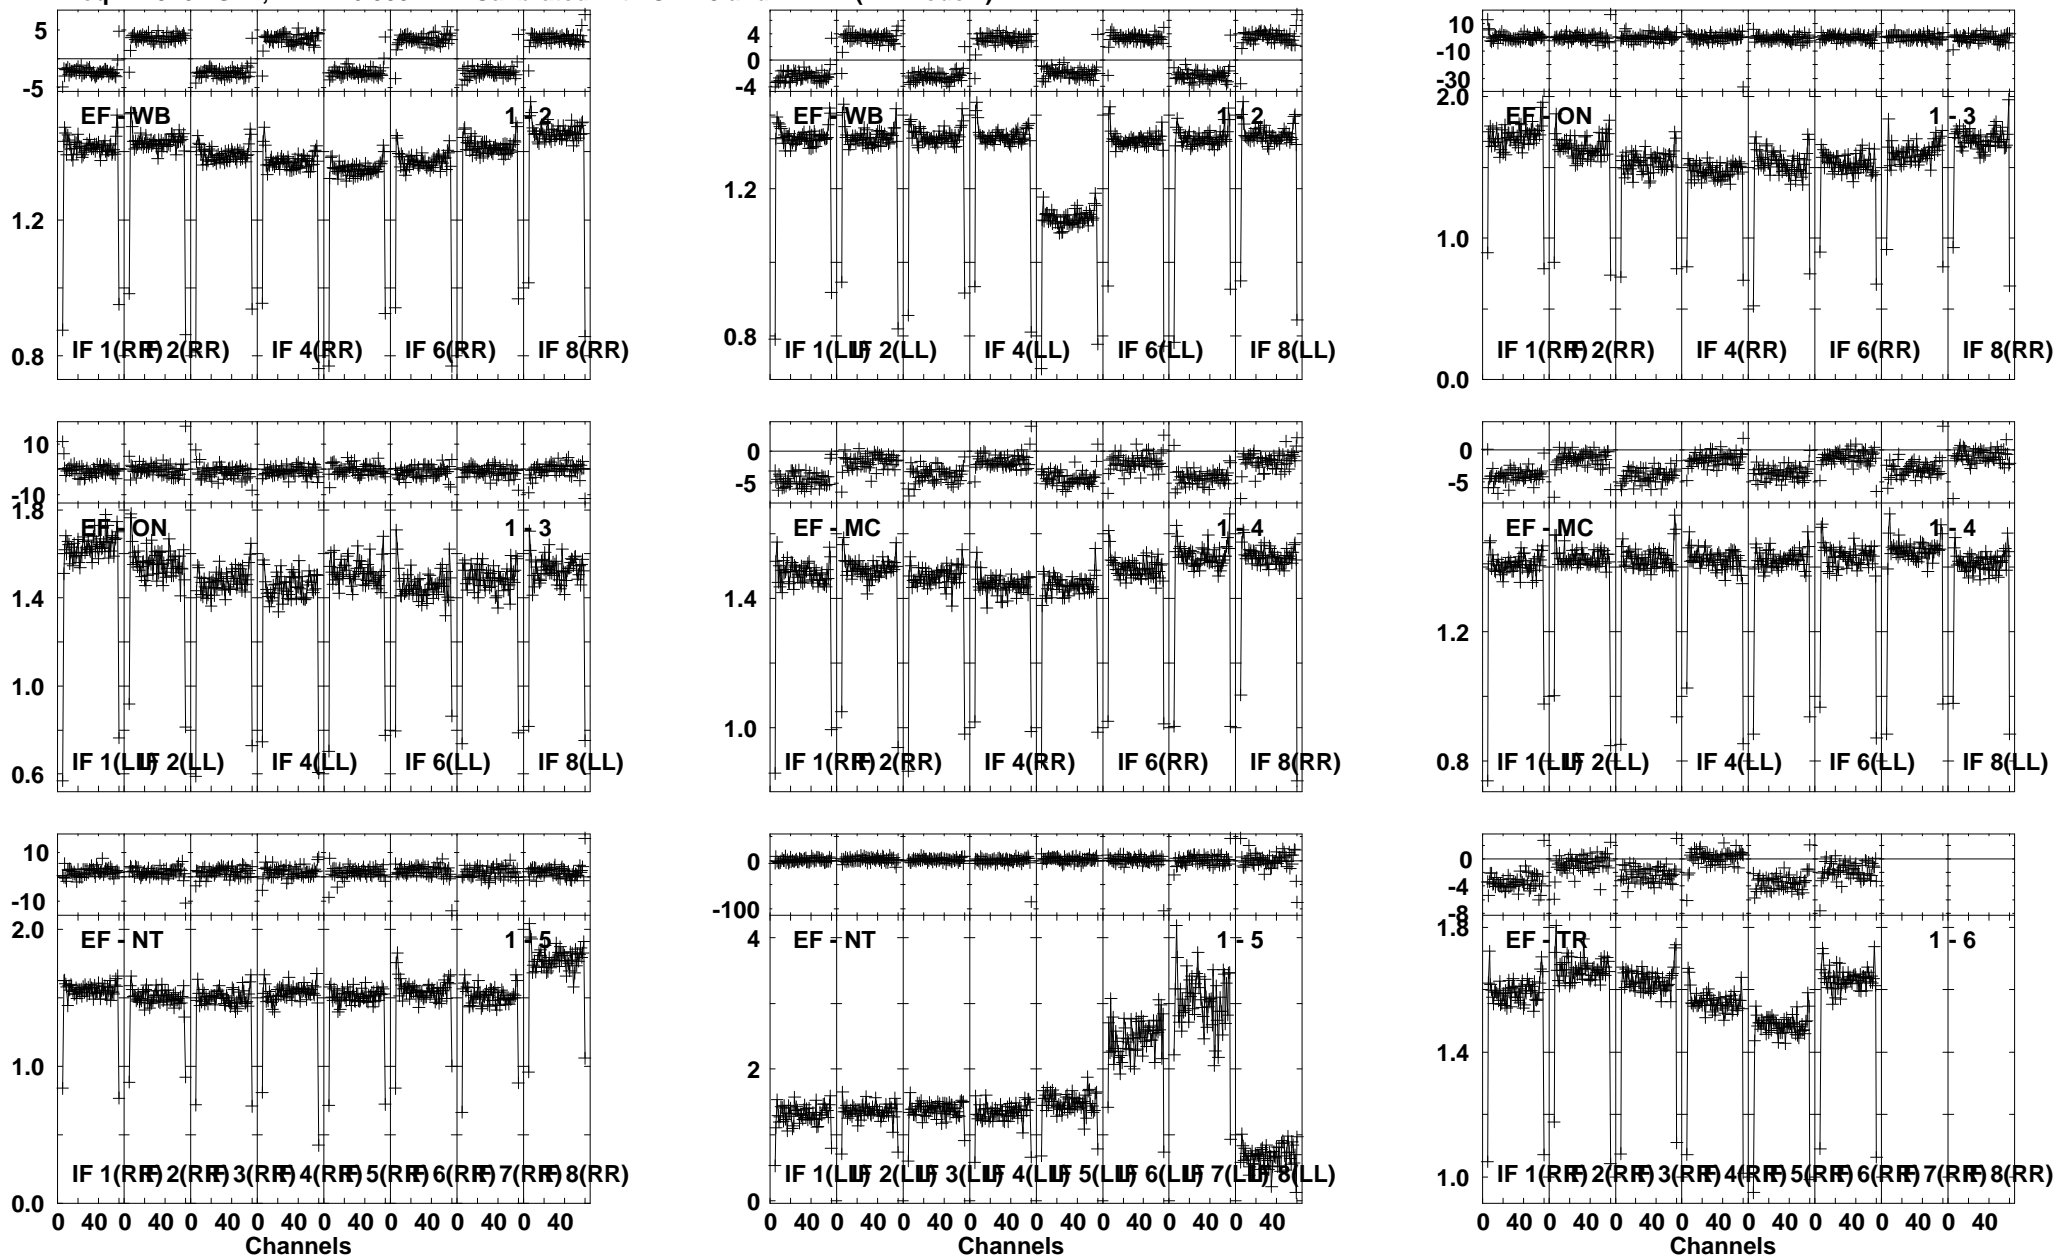 5
-5
EF - WB
1 - 2
1.2
0.8
IF 1(RR) IF 2(RR) IF 4(RR) IF 6(RR) IF 8(RR)
4
0
-4
EF - WB
1 - 2
1.2
0.8
IF 1(LL) IF 2(LL) IF 4(LL) IF 6(LL) IF 8(LL)
10
-10
-30
2.0
EF - ON
1 - 3
1.0
0.0
IF 1(RR) IF 2(RR) IF 4(RR) IF 6(RR) IF 8(RR)
10
-10
1.8
EF - ON
1 - 3
1.4
1.0
0.6
IF 1(LL) IF 2(LL) IF 4(LL) IF 6(LL) IF 8(LL)
0
-5
EF - MC
1 - 4
1.4
1.0
IF 1(RR) IF 2(RR) IF 4(RR) IF 6(RR) IF 8(RR)
0
-5
EF - MC
1 - 4
1.2
0.8
IF 1(LL) IF 2(LL) IF 4(LL) IF 6(LL) IF 8(LL)
10
-10
2.0
EF - NT
1 - 5
1.0
0.0
IF 1(RR) IF 2(RR) IF 3(RR) IF 4(RR) IF 5(RR) IF 6(RR) IF 7(RR) IF 8(RR)
0 40 0 40 0 40 0 40 0 40 0 40 0 40 0 40
Channels
0
-100
4
EF - NT
1 - 5
2
0
IF 1(LL) IF 2(LL) IF 3(LL) IF 4(LL) IF 5(LL) IF 6(LL) IF 7(LL) IF 8(LL)
0 40 0 40 0 40 0 40 0 40 0 40 0 40 0 40
Channels
0
-4
-8
1.8
EF - TR
1 - 6
1.4
1.0
IF 1(RR) IF 2(RR) IF 3(RR) IF 4(RR) IF 5(RR) IF 6(RR) IF 7(RR) IF 8(RR)
0 40 0 40 0 40 0 40 0 40 0 40 0 40 0 40
Channels